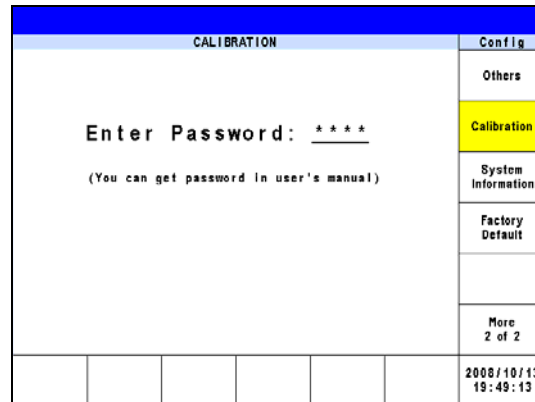 CALIBRATION
Config
Others
Enter Password: ****
Calibration
(You can get password in user's manual)
System
Information
Factory
Default
More
2 of 2
2008/10/13
19:49:13